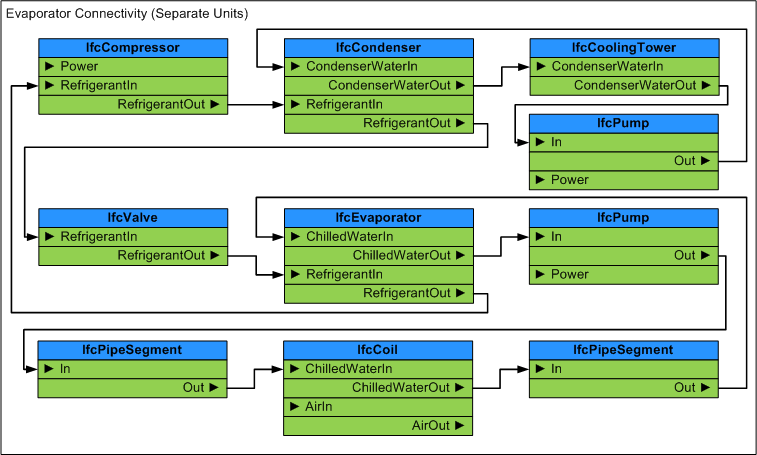 Evaporator Connectivity (Separate Units)
IfcCompressor
Power
RefrigerantIn
RefrigerantOut
IfcCondenser
CondenserWaterIn
CondenserWaterOut
RefrigerantIn
RefrigerantOut
IfcCoolingTower
CondenserWaterIn
CondenserWaterOut
IfcPump
In
Out
Power
IfcValve
RefrigerantIn
RefrigerantOut
IfcEvaporator
ChilledWaterIn
ChilledWaterOut
RefrigerantIn
RefrigerantOut
IfcPump
In
Out
Power
IfcPipeSegment
In
Out
IfcCoil
ChilledWaterIn
ChilledWaterOut
AirIn
AirOut
IfcPipeSegment
In
Out